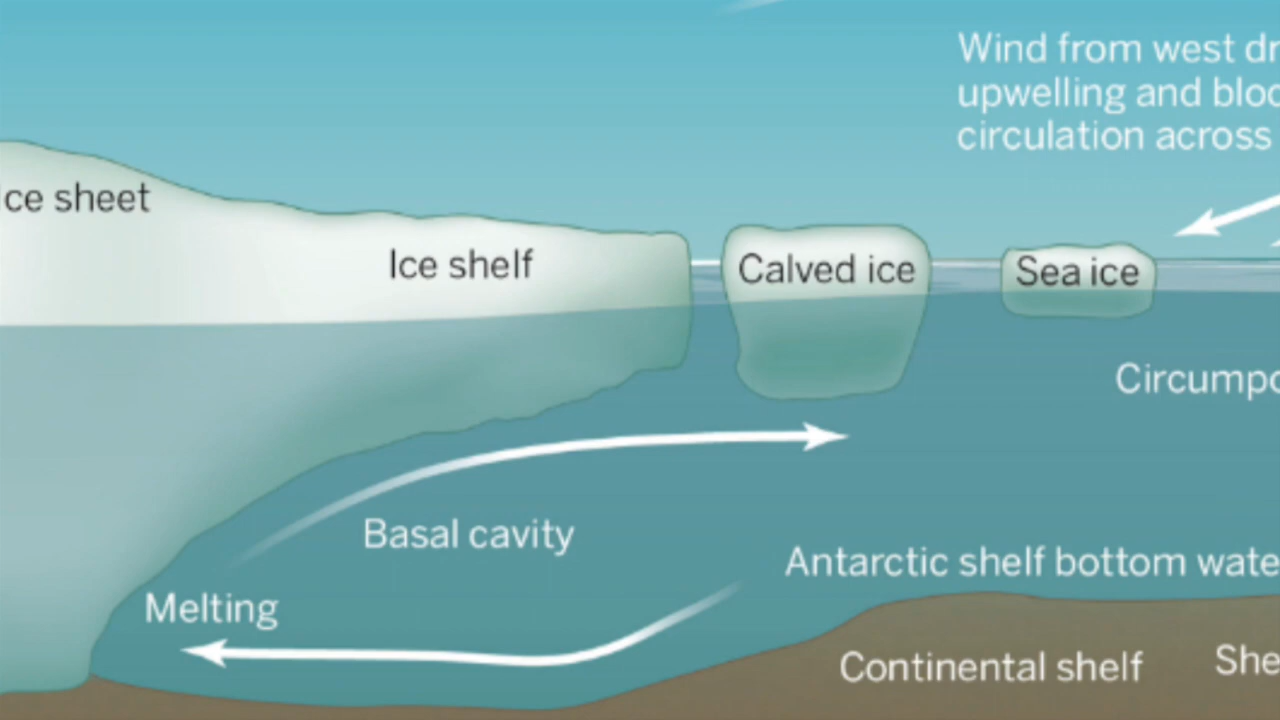 Wind from west dr
upwelling and bloc
circulation across
Ice sheet
Ice shelf
Calved ice
Sea ice
Circumpo
Basal cavity
Antarctic shelf bottom wate
Melting
Continental shelf
She